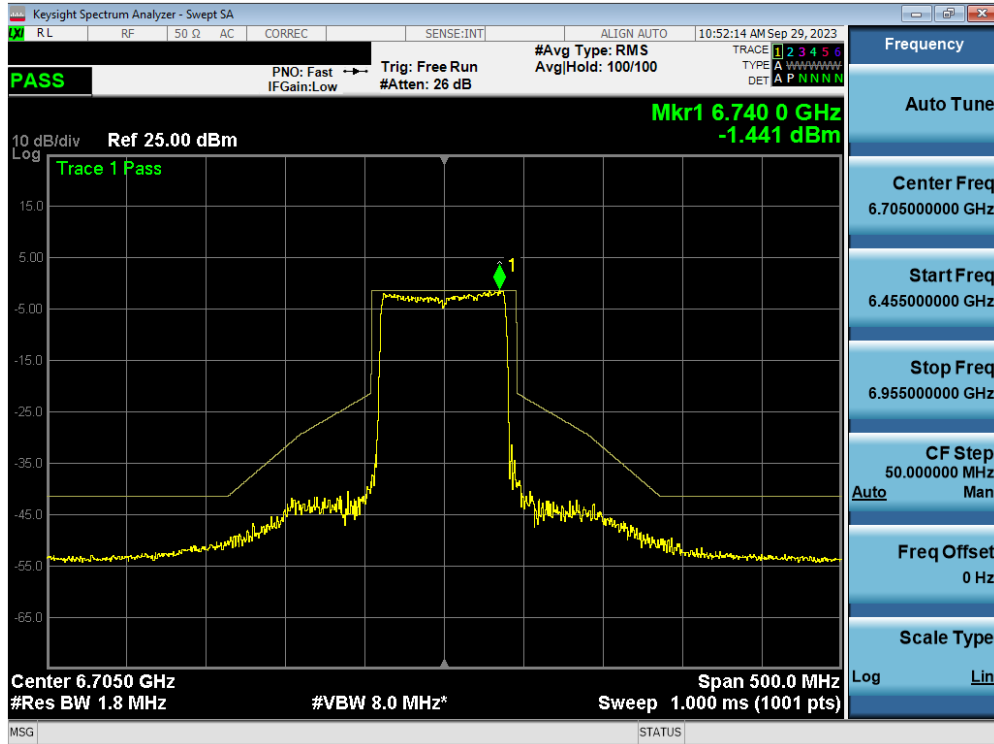 Keysight Spectrum Analyzer - Swept SA
LXI RL RF 50 Ω AC CORREC SENSE:INT ALIGN AUTO 10:52:14 AM Sep 29, 2023
PASS
PNO: Fast
IFGain:Low
Trig: Free Run
#Atten: 26 dB
#Avg Type: RMS
Avg|Hold: 100/100
TRACE 1 2 3 4 5 6
TYPE A WWWWW
DET A P N N N N
Mkr1 6.740 0 GHz
-1.441 dBm
10 dB/div Ref 25.00 dBm
Log
Trace 1 Pass
15.0
5.00
-5.00
-15.0
-25.0
-35.0
-45.0
-55.0
-65.0
1
Center 6.7050 GHz Span 500.0 MHz
#Res BW 1.8 MHz #VBW 8.0 MHz* Sweep 1.000 ms (1001 pts)
MSG STATUS
Frequency
Auto Tune
Center Freq
6.705000000 GHz
Start Freq
6.455000000 GHz
Stop Freq
6.955000000 GHz
CF Step
50.000000 MHz
Auto Man
Freq Offset
0 Hz
Scale Type
Log Lin